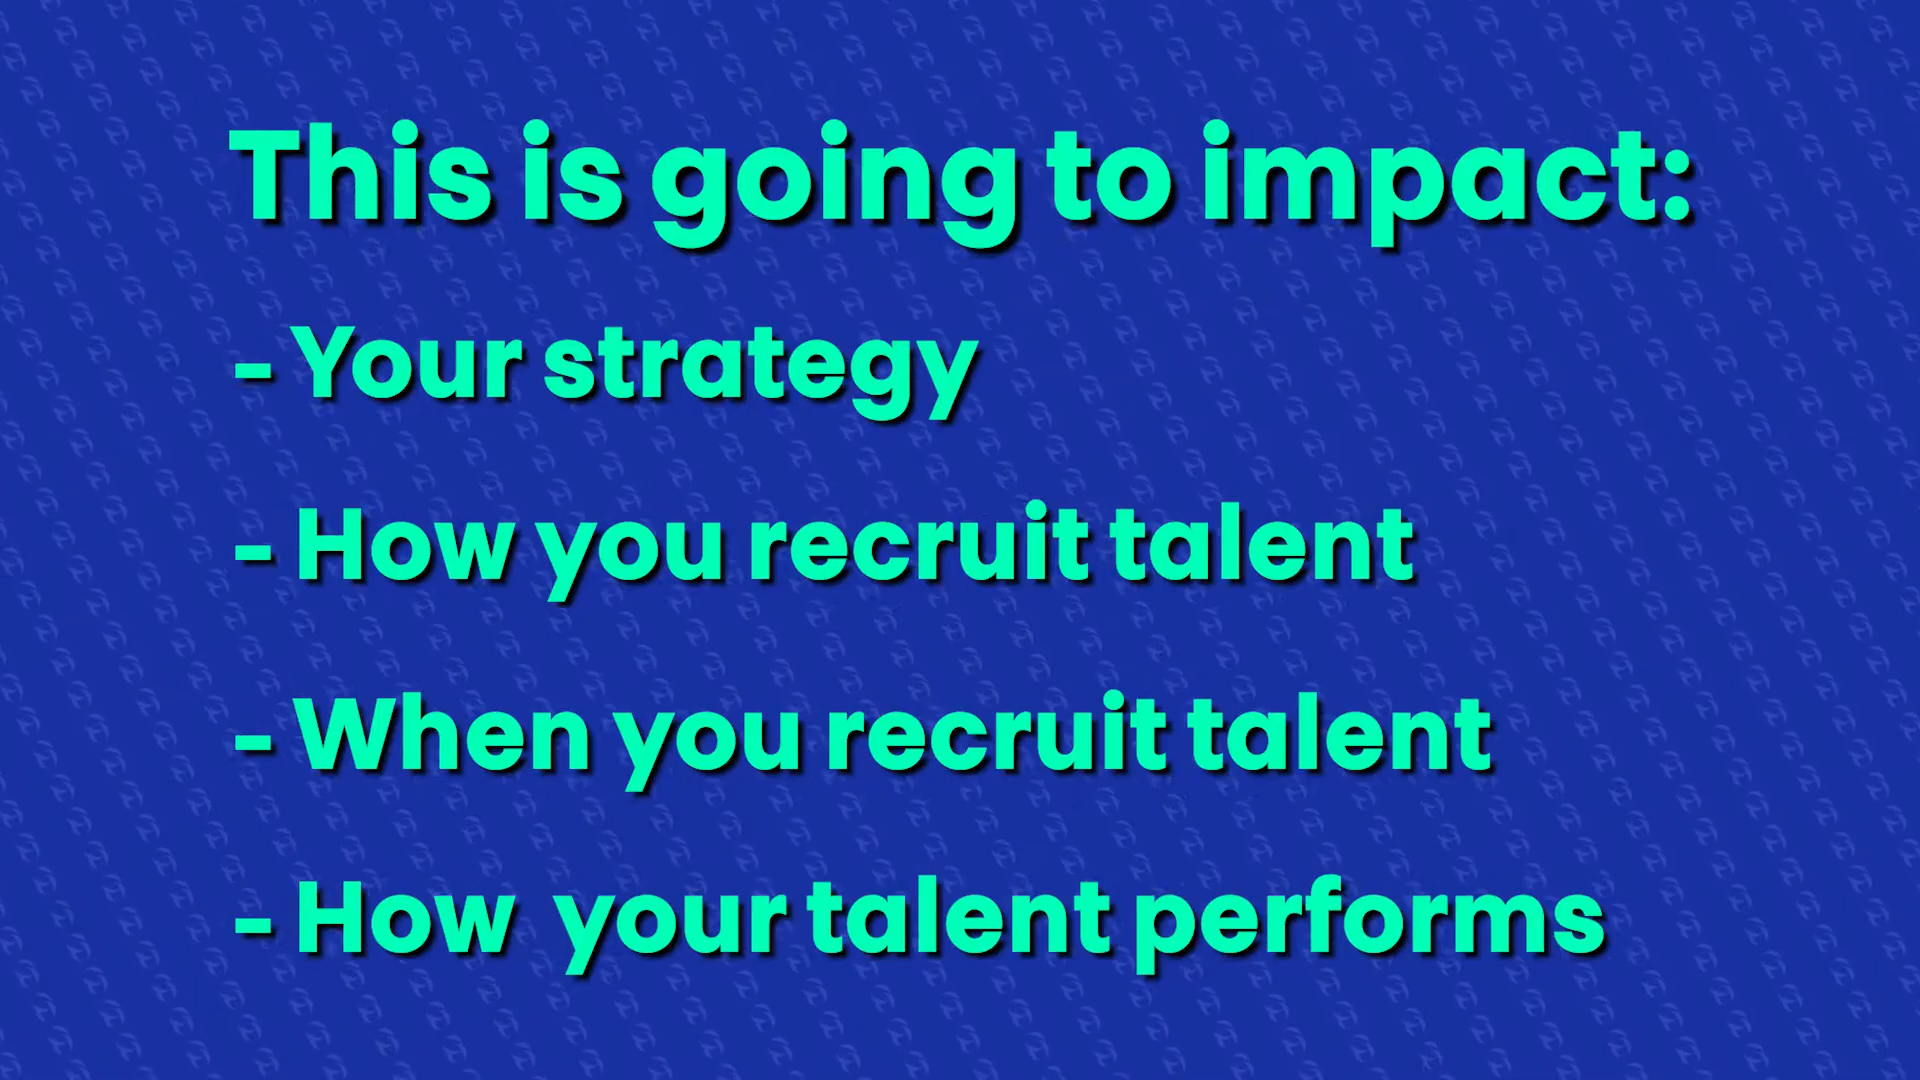 This is going to impact:
- Your strategy
- How you recruit talent
- When you recruit talent
- How  your talent performs